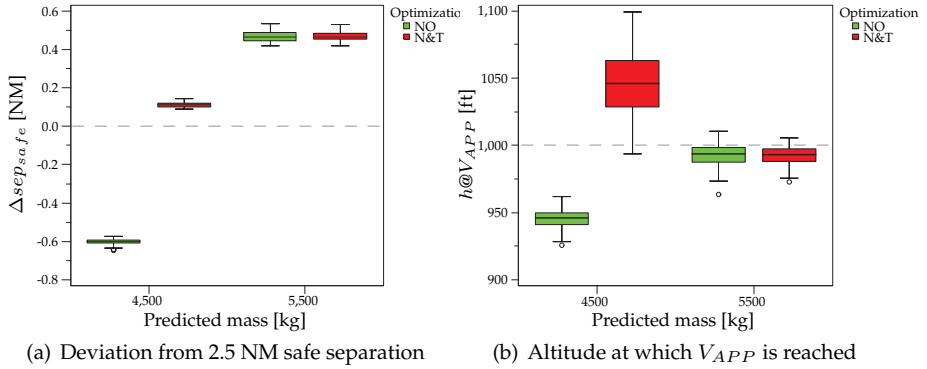 Optimizatio
NO
N&T
0.6
0.4
0.2
0.0
-0.2
-0.4
-0.6
-0.8
Δsep_safe [NM]
4,500
5,500
Predicted mass [kg]
(a) Deviation from 2.5 NM safe separation
Optimization
NO
N&T
1,100
1050
1,000
950
900
h@V_APP [ft]
4500
5500
Predicted mass [kg]
(b) Altitude at which V_APP is reached